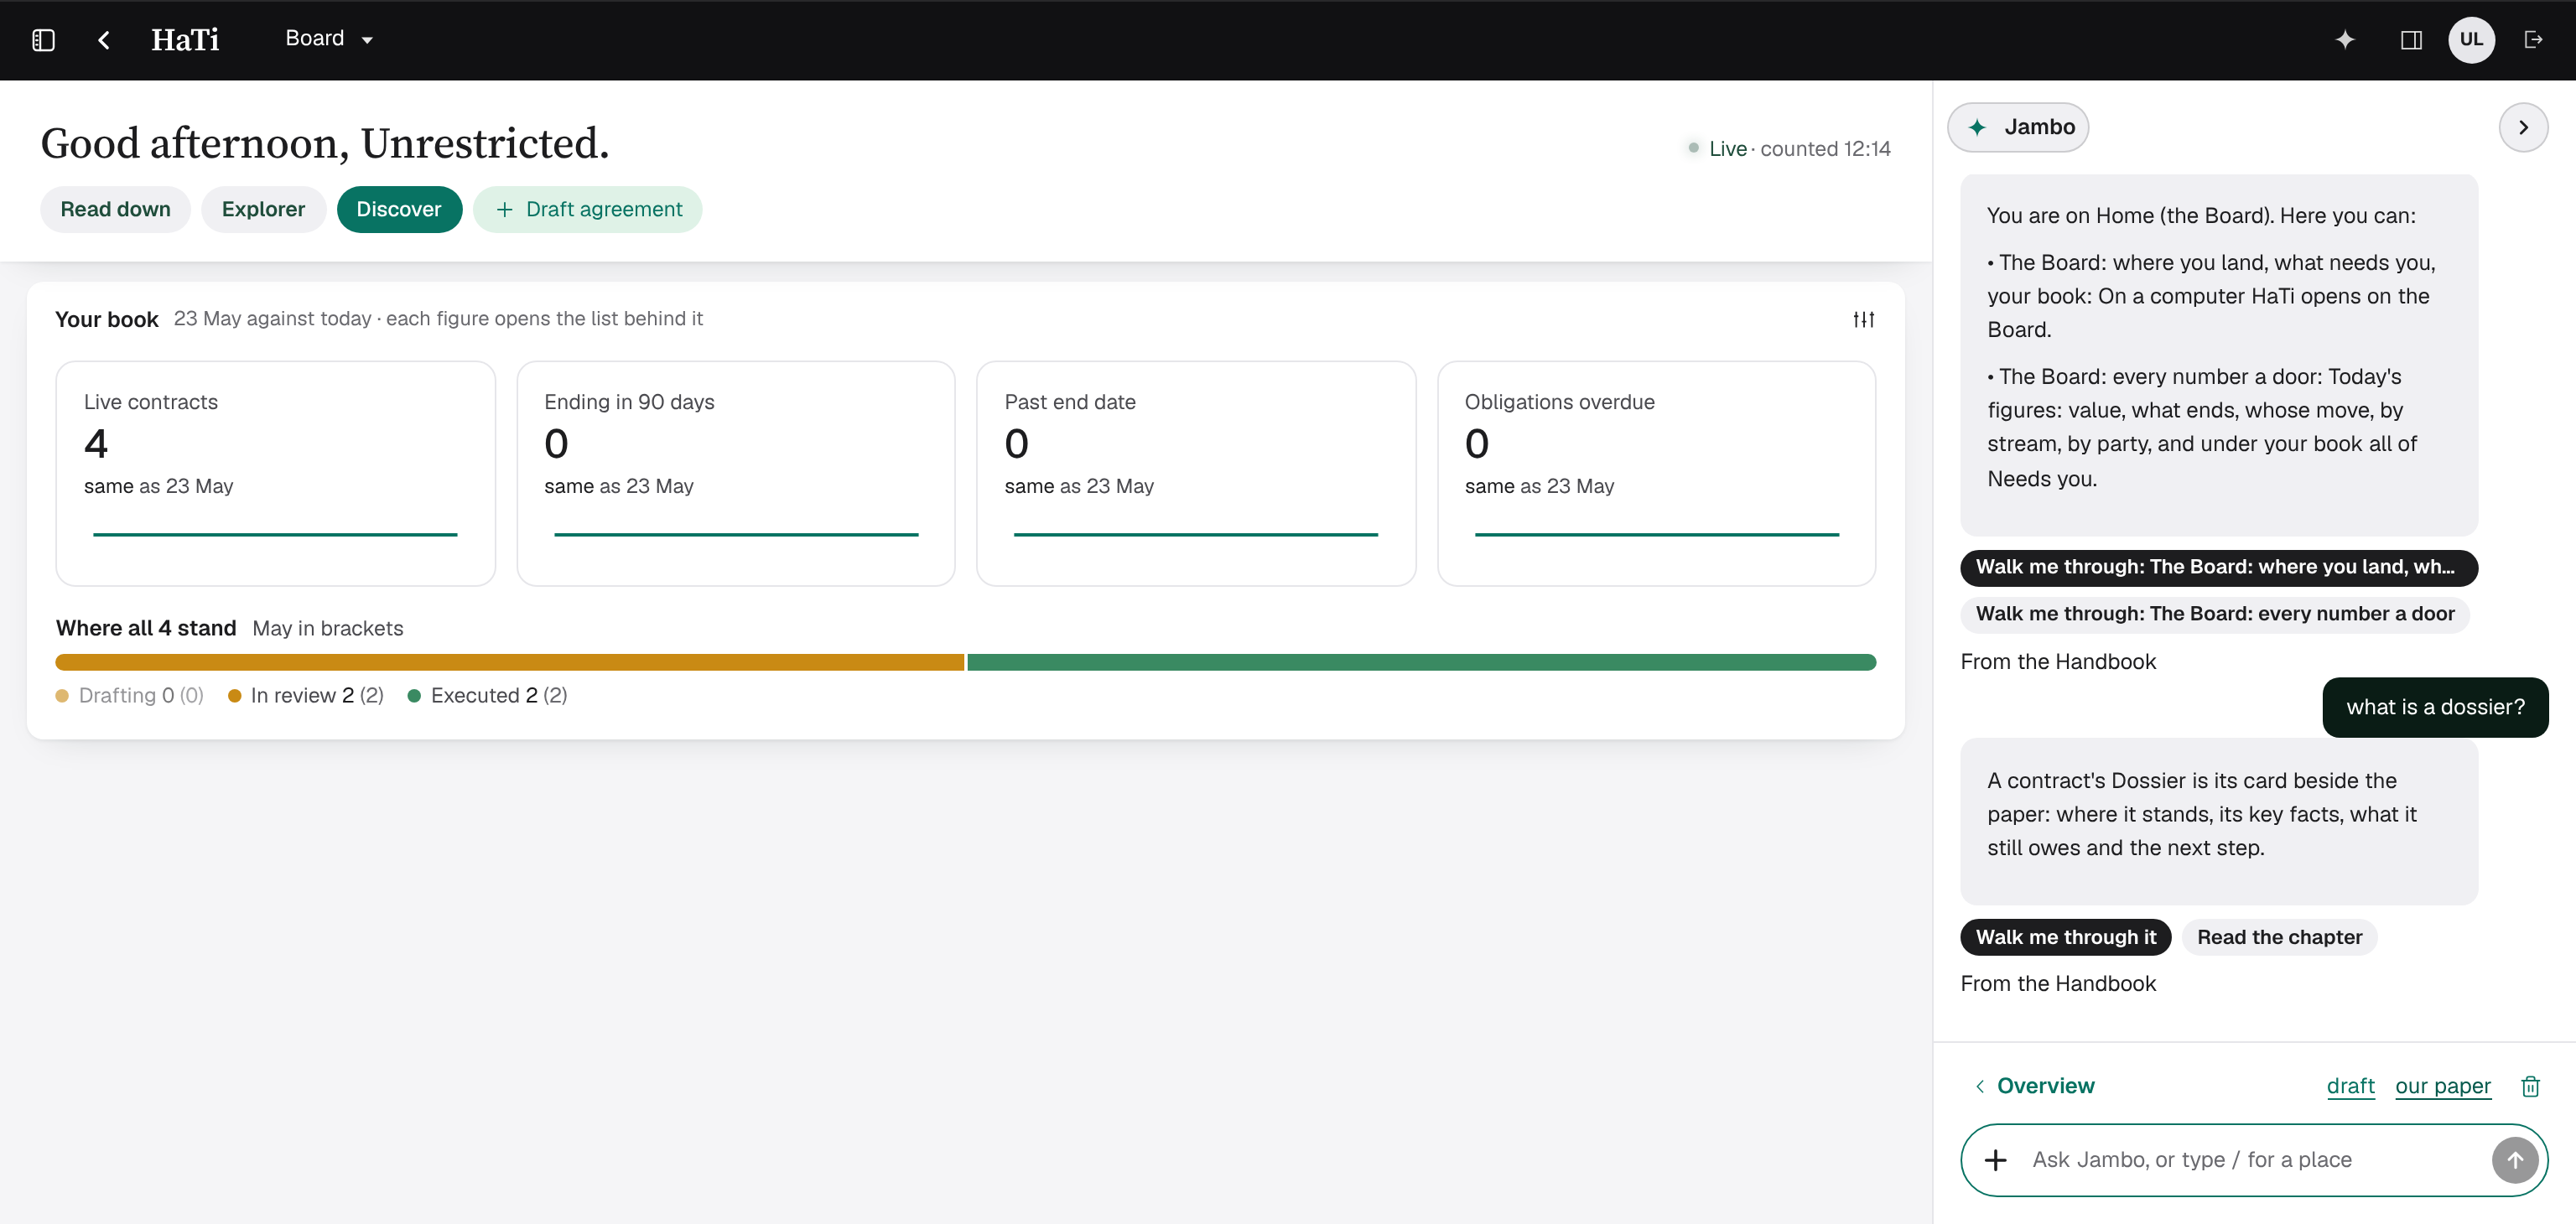 HaTi
Board
UL
Good afternoon, Unrestricted.
Live · counted 12:14
Read down
Explorer
Discover
+ Draft agreement
Your book 23 May against today · each figure opens the list behind it
Live contracts
4
same as 23 May
Ending in 90 days
0
same as 23 May
Past end date
0
same as 23 May
Obligations overdue
0
same as 23 May
Where all 4 stand May in brackets
Drafting 0 (0) In review 2 (2) Executed 2 (2)
Jambo
You are on Home (the Board). Here you can:
• The Board: where you land, what needs you,
your book: On a computer HaTi opens on the
Board.
• The Board: every number a door: Today's
figures: value, what ends, whose move, by
stream, by party, and under your book all of
Needs you.
Walk me through: The Board: where you land, wh...
Walk me through: The Board: every number a door
From the Handbook
what is a dossier?
A contract's Dossier is its card beside the
paper: where it stands, its key facts, what it
still owes and the next step.
Walk me through it
Read the chapter
From the Handbook
Overview
draft
our paper
Ask Jambo, or type / for a place